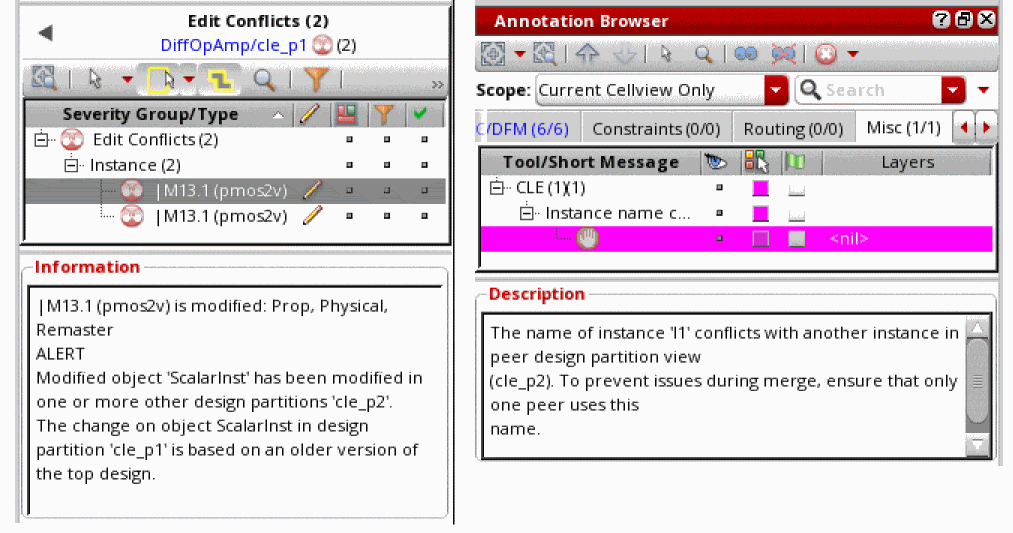 Edit Conflicts (2)
DiffOpAmp/cle_p1 (2)
»
Severity Group/Type
Edit Conflicts (2)
Instance (2)
|M13.1 (pmos2v)
|M13.1 (pmos2v)
Information
|M13.1 (pmos2v) is modified: Prop, Physical,
Remaster
ALERT
Modified object 'ScalarInst' has been modified in
one or more other design partitions 'cle_p2'.
The change on object ScalarInst in design
partition 'cle_p1' is based on an older version of
the top design.
Annotation Browser
Scope: Current Cellview Only Search
C/DFM (6/6) Constraints (0/0) Routing (0/0) Misc (1/1)
Tool/Short Message Layers
CLE (1)(1)
Instance name c...
<nil>
Description
The name of instance 'I1' conflicts with another instance in
peer design partition view
(cle_p2). To prevent issues during merge, ensure that only
one peer uses this
name.